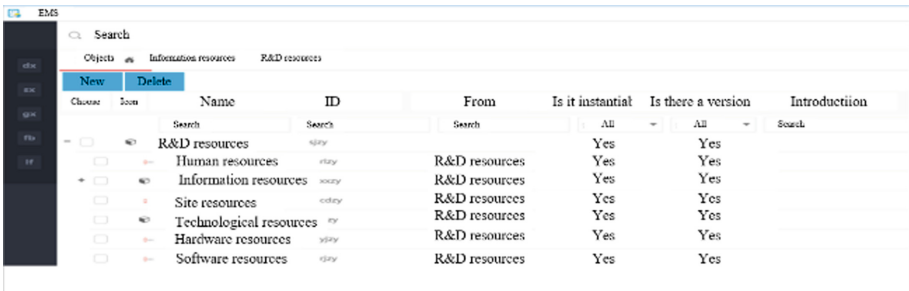 EMS
Search
Objects Information resources R&D resources
New Delete
Choose Icon Name ID From Is it instantial Is there a version Introductiion
Search Search Search All All Search
R&D resources Yes Yes
Human resources R&D resources Yes Yes
Information resources R&D resources Yes Yes
Site resources R&D resources Yes Yes
Technological resources R&D resources Yes Yes
Hardware resources R&D resources Yes Yes
Software resources R&D resources Yes Yes